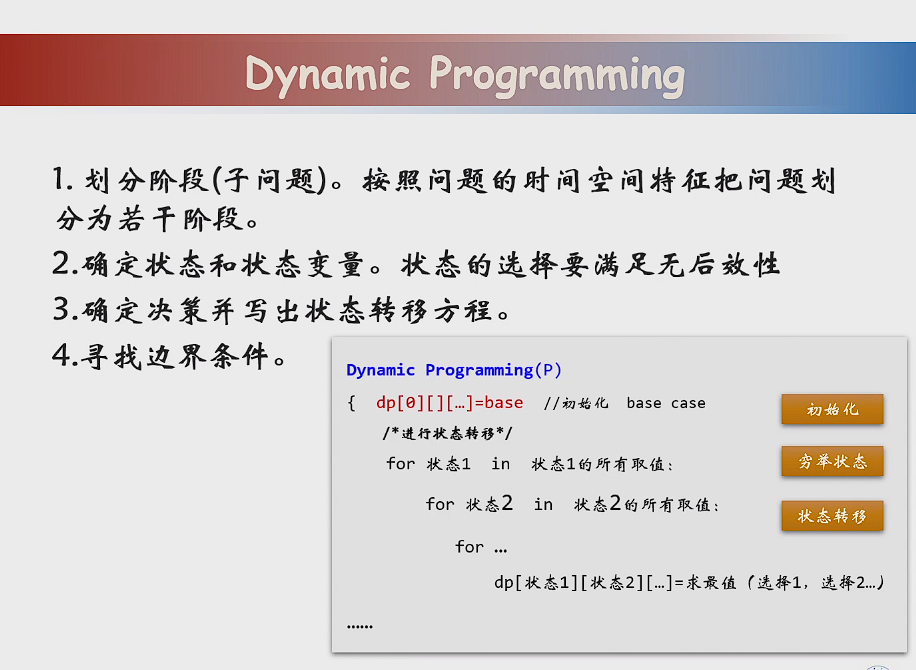 Dynamic Programming
1. 划分阶段(子问题)。按照问题的时间空间特征把问题划
分为若干阶段。
2.确定状态和状态变量。状态的选择要满足无后效性
3.确定决策并写出状态转移方程。
4.寻找边界条件。
Dynamic Programming(P)
{ dp[0][][…]=base //初始化 base case
初始化
/*进行状态转移*/
for 状态1 in 状态1的所有取值:
穷举状态
for 状态2 in 状态2的所有取值:
状态转移
for …
dp[状态1][状态2][…]=求最值(选择1, 选择2…)
……